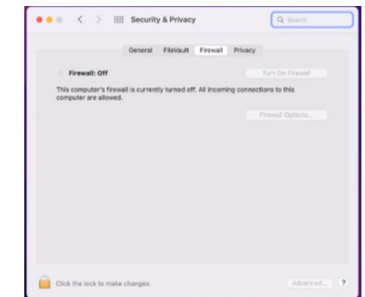 Security & Privacy
Search
General FileVault Firewall Privacy
Firewall: Off
Turn On Firewall
This computer's firewall is currently turned off. All incoming connections to this
computer are allowed.
Firewall Options...
Click the lock to make changes.
Advanced...
?